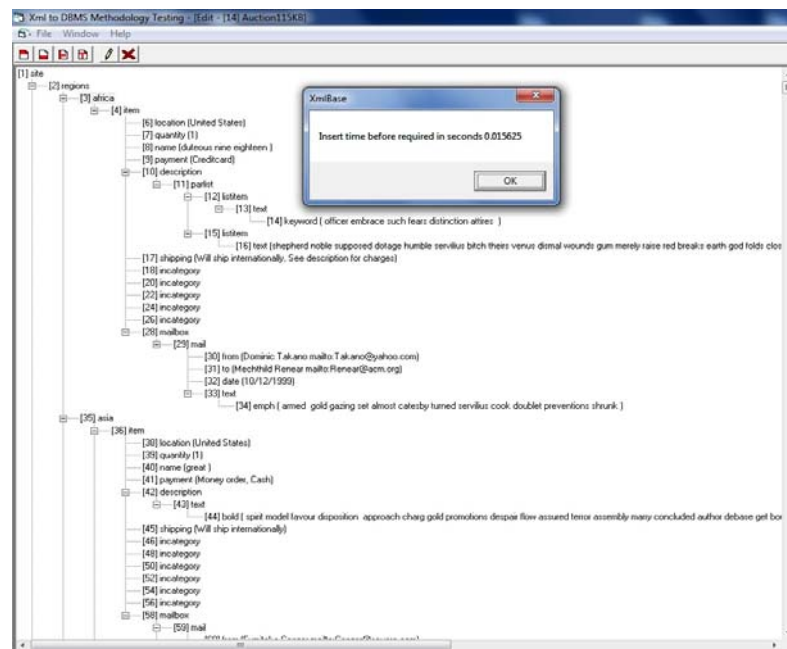 Xml to DBMS Methodology Testing - [Edit - [14] Auction115KB]
File Window Help
[1] site
[2] regions
[3] africa
[4] item
XmlBase
Insert time before required in seconds 0.015625
OK
[6] location (United States)
[7] quantity (1)
[8] name (duteous nine eighteen )
[9] payment (Creditcard)
[10] description
[11] parlist
[12] listitem
[13] text
[14] keyword ( officer embrace such fears distinction attires )
[15] listitem
[16] text (shepherd noble supposed dotage humble servilius bitch theirs venus dismal wounds gum merely raise red breaks earth god folds clos
[17] shipping (Will ship internationally, See description for charges)
[18] incategory
[20] incategory
[22] incategory
[24] incategory
[26] incategory
[28] mailbox
[29] mail
[30] from (Dominic Takano mailto:Takano@yahoo.com)
[31] to (Mechthild Renear mailto:Renear@acm.org)
[32] date (10/12/1999)
[33] text
[34] emph ( armed gold gazing set almost catesby turned servilius cook doublet preventions shrunk )
[35] asia
[36] item
[38] location (United States)
[39] quantity (1)
[40] name (great )
[41] payment (Money order, Cash)
[42] description
[43] text
[44] bold ( spirit model favour disposition approach charg gold promotions despair flow assured terror assembly many concluded author debase get bor
[45] shipping (Will ship internationally)
[46] incategory
[48] incategory
[50] incategory
[52] incategory
[54] incategory
[56] incategory
[58] mailbox
[59] mail